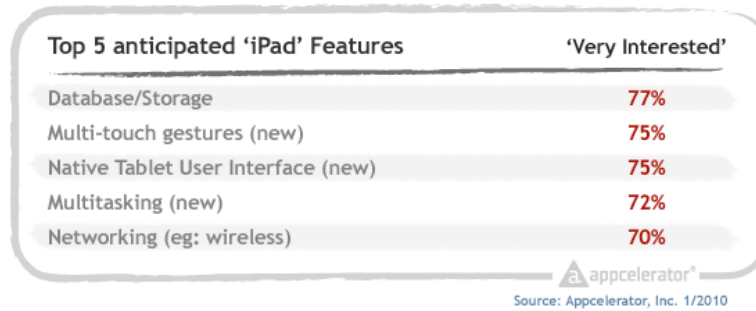 Top 5 anticipated ‘iPad’ Features ‘Very Interested’
Database/Storage 77%
Multi-touch gestures (new) 75%
Native Tablet User Interface (new) 75%
Multitasking (new) 72%
Networking (eg: wireless) 70%
a. appcelerator®
Source: Appcelerator, Inc. 1/2010